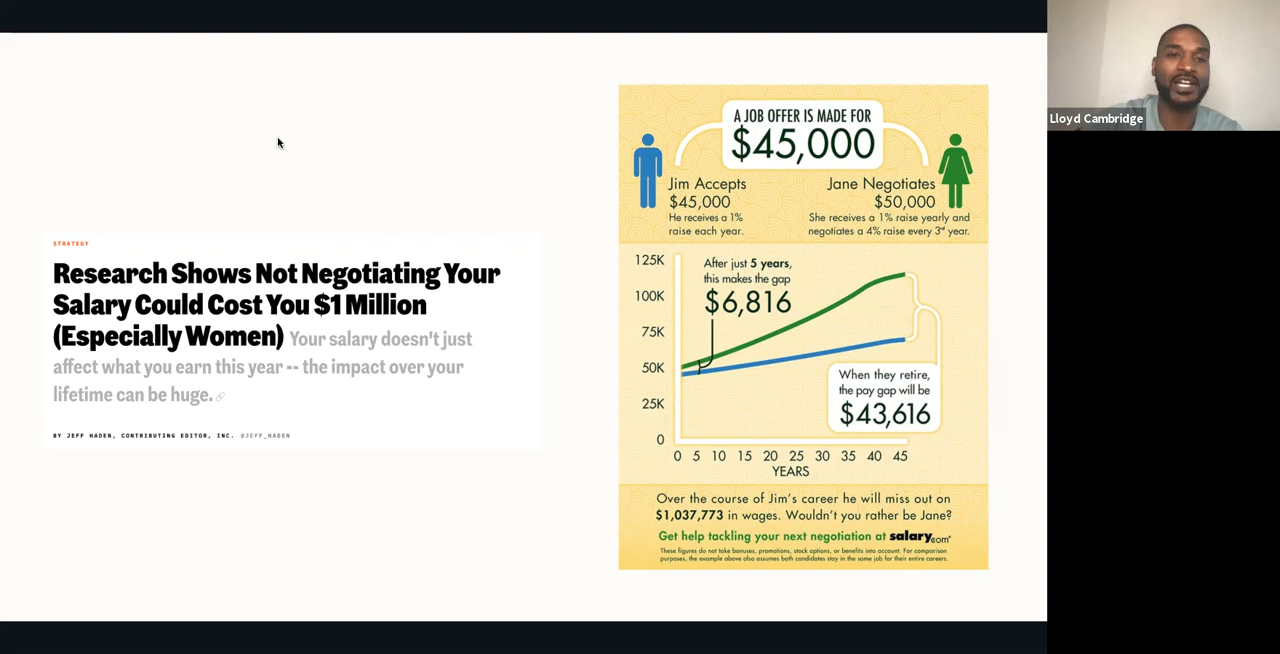 STRATEGY
Research Shows Not Negotiating Your
Salary Could Cost You $1 Million
(Especially Women) Your salary doesn't just
affect what you earn this year -- the impact over your
lifetime can be huge.
BY JEFF HADEN, CONTRIBUTING EDITOR, INC. @JEFF_HADEN
A JOB OFFER IS MADE FOR
$45,000
Jim Accepts
$45,000
He receives a 1%
raise each year.
Jane Negotiates
$50,000
She receives a 1% raise yearly and
negotiates a 4% raise every 3rd year.
125K
100K
75K
50K
25K
0
After just 5 years,
this makes the gap
$6,816
When they retire,
the pay gap will be
$43,616
0 5 10 15 20 25 30 35 40 45
YEARS
Over the course of Jim's career he will miss out on
$1,037,773 in wages. Wouldn't you rather be Jane?
Get help tackling your next negotiation at salary.com®
These figures do not take bonuses, promotions, stock options, or benefits into account. For comparison
purposes, the example above also assumes both candidates stay in the same job for their entire careers.
Lloyd Cambridge